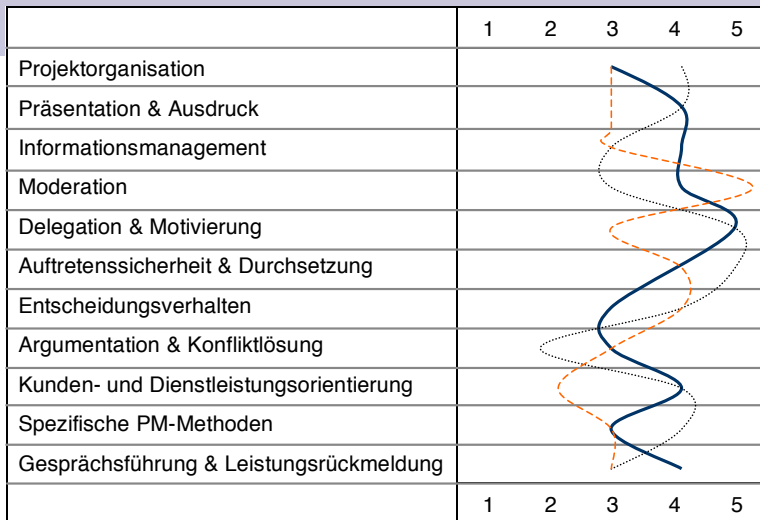 1 2 3 4 5
Projektorganisation
Präsentation & Ausdruck
Informationsmanagement
Moderation
Delegation & Motivierung
Auftretenssicherheit & Durchsetzung
Entscheidungsverhalten
Argumentation & Konfliktlösung
Kunden- und Dienstleistungsorientierung
Spezifische PM-Methoden
Gesprächsführung & Leistungsrückmeldung
1 2 3 4 5